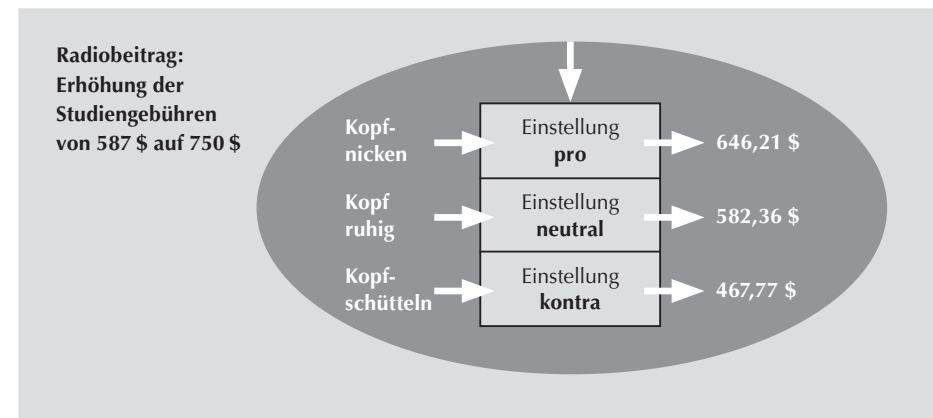 Radiobeitrag:
Erhöhung der
Studiengebühren
von 587 $ auf 750 $
Kopf-
nicken
Einstellung
pro
646,21 $
Kopf
ruhig
Einstellung
neutral
582,36 $
Kopf-
schütteln
Einstellung
kontra
467,77 $